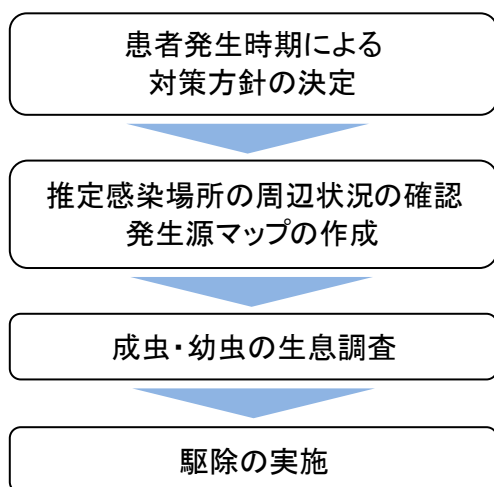 患者発生時期による
対策方針の決定
推定感染場所の周辺状況の確認
発生源マップの作成
成虫・幼虫の生息調査
駆除の実施